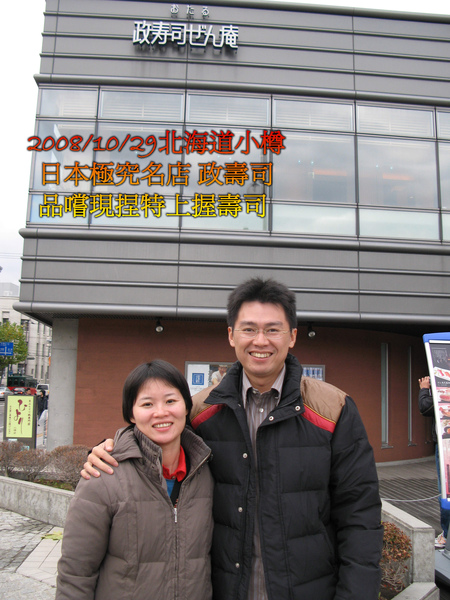 おたる
政寿司ぜん庵
2008/10/29北海道小樽
日本極究名店 政壽司
品嚐現捏特上握壽司